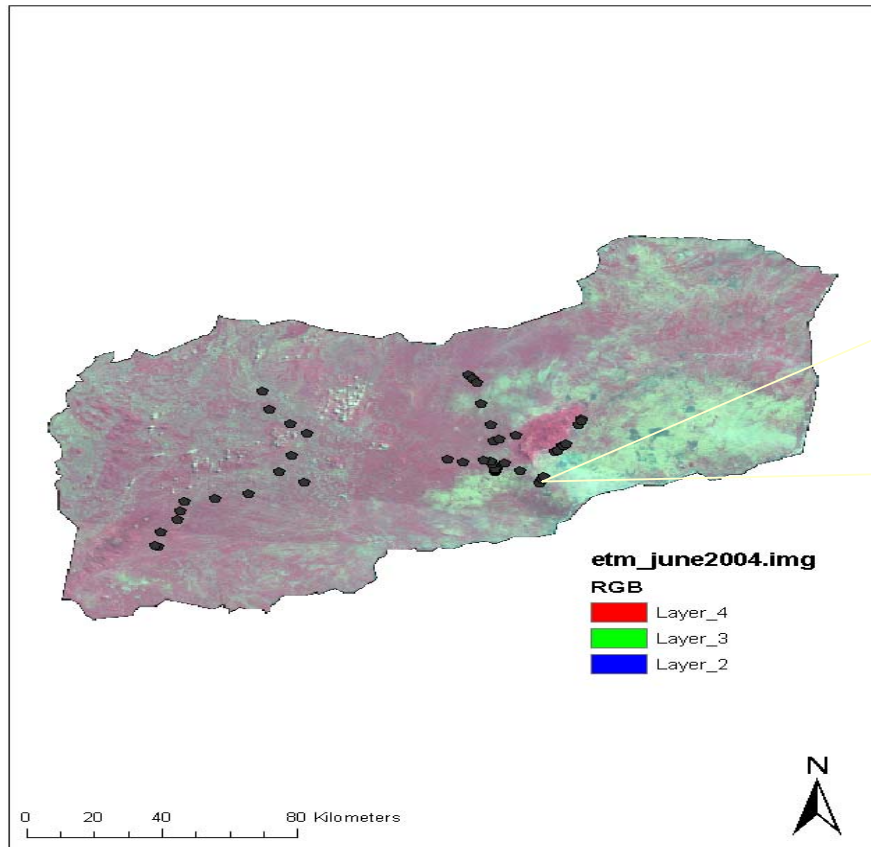 etm_june2004.img
RGB
Layer_4
Layer_3
Layer_2
N
0 20 40 80 Kilometers